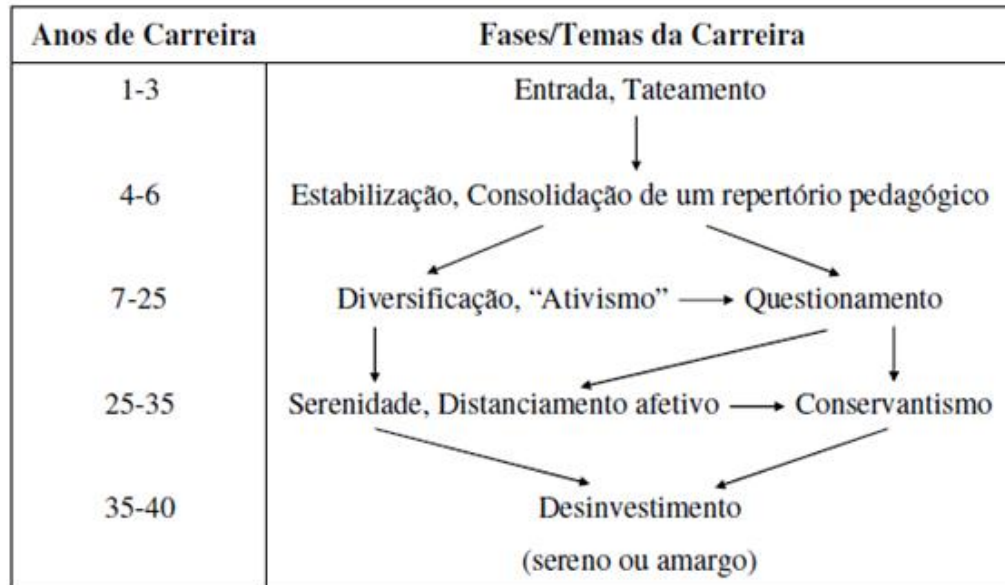 Anos de Carreira Fases/Temas da Carreira
1-3 Entrada, Tateamento
4-6 Estabilização, Consolidação de um repertório pedagógico
7-25 Diversificação, “Ativismo” Questionamento
25-35 Serenidade, Distanciamento afetivo Conservantismo
35-40 Desinvestimento
(sereno ou amargo)